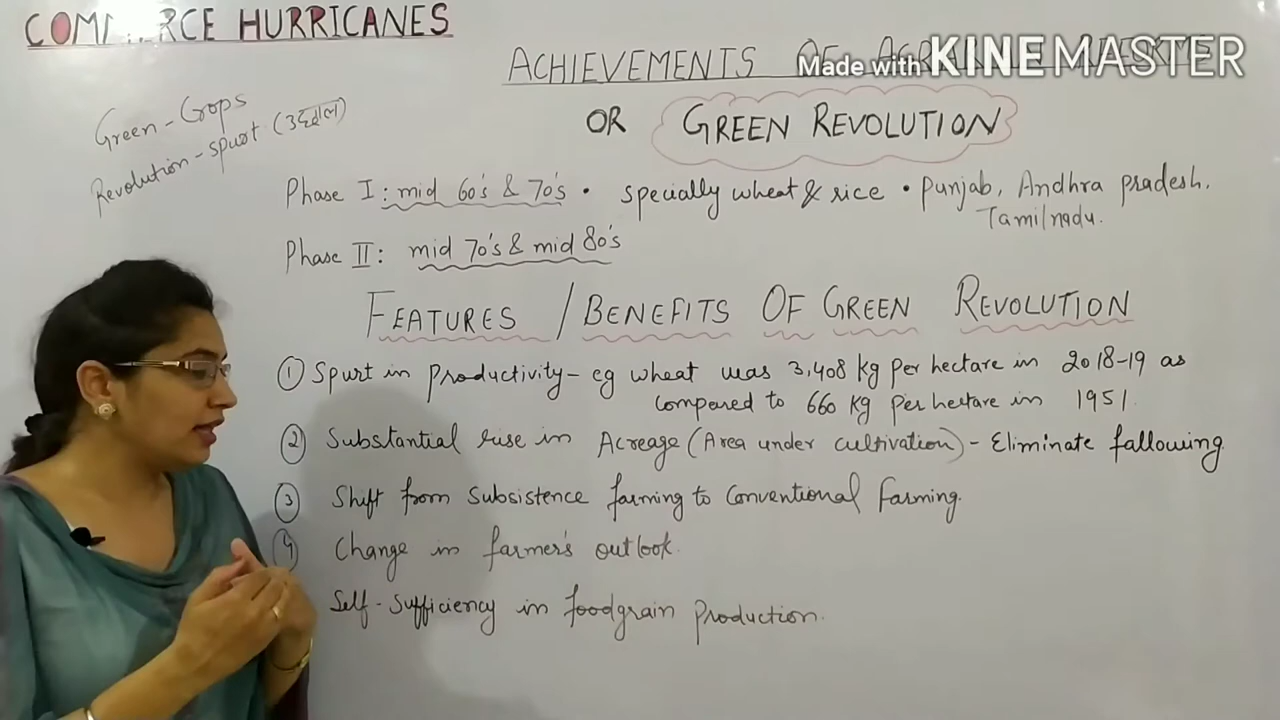 COMMERCE HURRICANES
ACHIEVEMENTS OF AGRARIAN
Made with KINEMASTER
Green - Crops
Revolution - spurt (उछाल)
OR GREEN REVOLUTION
Phase I : mid 60's & 70's • specially wheat & rice • Punjab, Andhra pradesh,
Tamilnadu.
Phase II : mid 70's & mid 80's
FEATURES / BENEFITS OF GREEN REVOLUTION
① Spurt in productivity - eg wheat was 3,408 kg per hectare in 2018-19 as
compared to 660 kg per hectare in 1951.
② Substantial rise in Acreage (Area under cultivation) - Eliminate fallowing
③ Shift from Subsistence farming to Conventional Farming.
④ Change in farmer's outlook.
Self - sufficiency in foodgrain production.